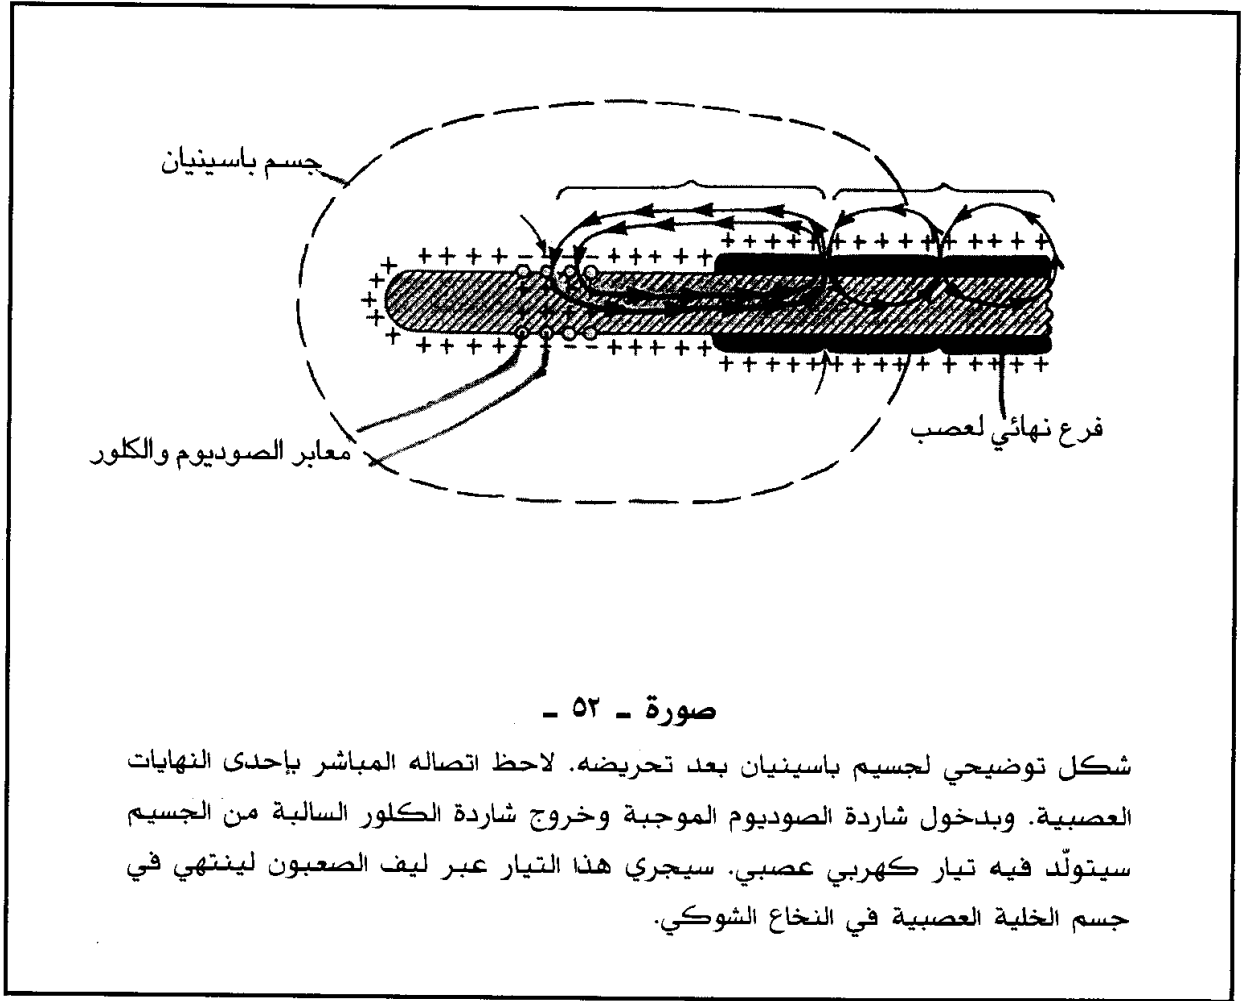 جسم باسينيان
فرع نهائي لعصب
معابر الصوديوم والكلور
صورة ـ ٥٢ ـ
شكل توضيحي لجسيم باسينيان بعد تحريضه. لاحظ اتصاله المباشر بإحدى النهايات
العصبية. وبدخول شاردة الصوديوم الموجبة وخروج شاردة الكلور السالبة من الجسيم
سيتولّد فيه تيار كهربي عصبي. سيجري هذا التيار عبر ليف الصعبون لينتهي في
جسم الخلية العصبية في النخاع الشوكي.